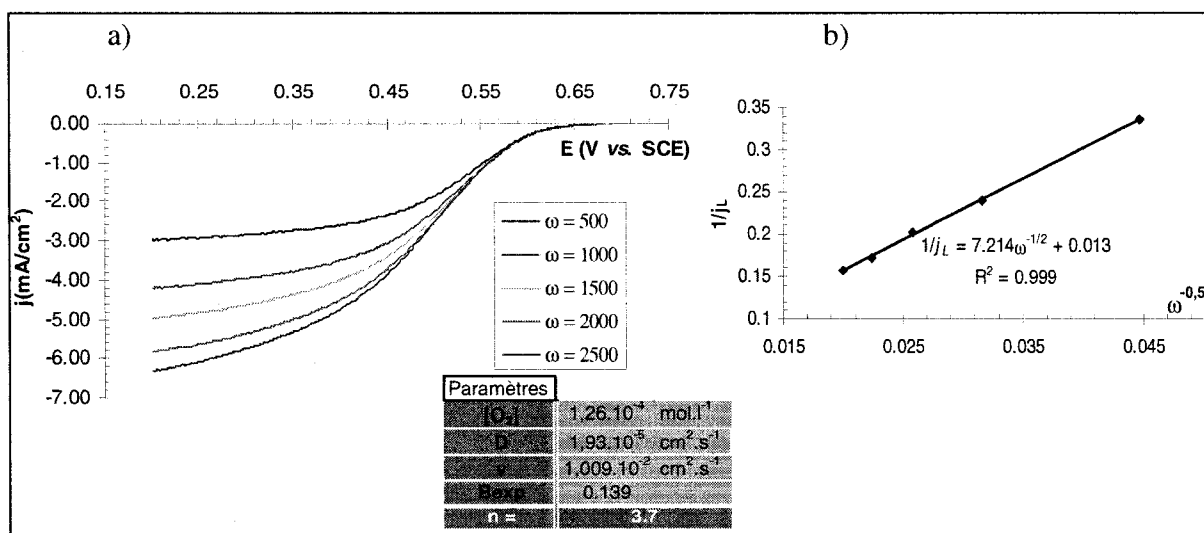 a)
0.15 0.25 0.35 0.45 0.55 0.65 0.75
E (V vs. SCE)
0.00
-1.00
-2.00
-3.00
-4.00
-5.00
-6.00
-7.00
j(mA/cm²)
ω = 500
ω = 1000
ω = 1500
ω = 2000
ω = 2500
b)
0.35
0.3
0.25
0.2
0.15
0.1
1/jL
1/jL = 7.214ω^-1/2 + 0.013
R² = 0.999
ω^-0,5
0.015 0.025 0.035 0.045
Paramètres
[O₂] 1,26.10⁻⁴ mol.l⁻¹
D 1,93.10⁻⁵ cm².s⁻¹
ν 1,009.10⁻² cm².s⁻¹
Bexp 0.139
n = 3.7